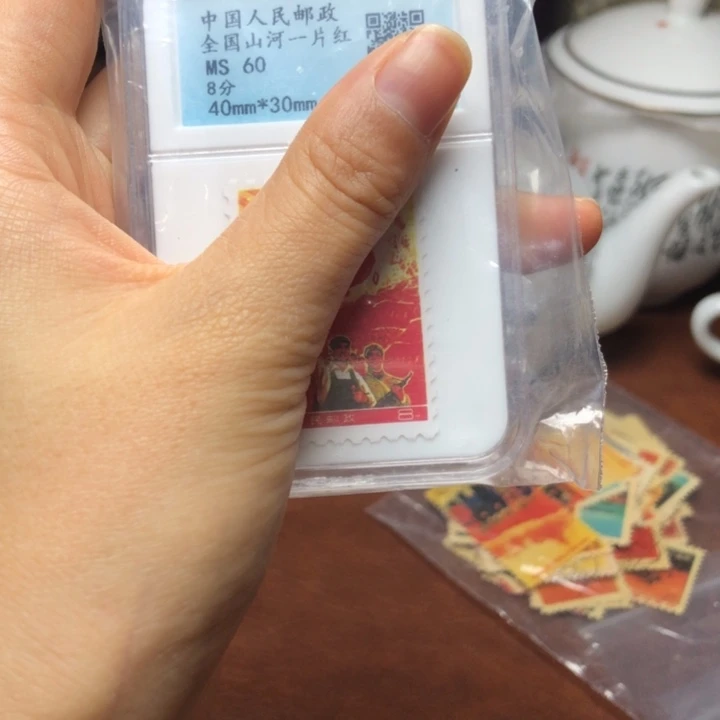 中国人民邮政
全国山河一片红
MS 60
8分
40mm*30mm